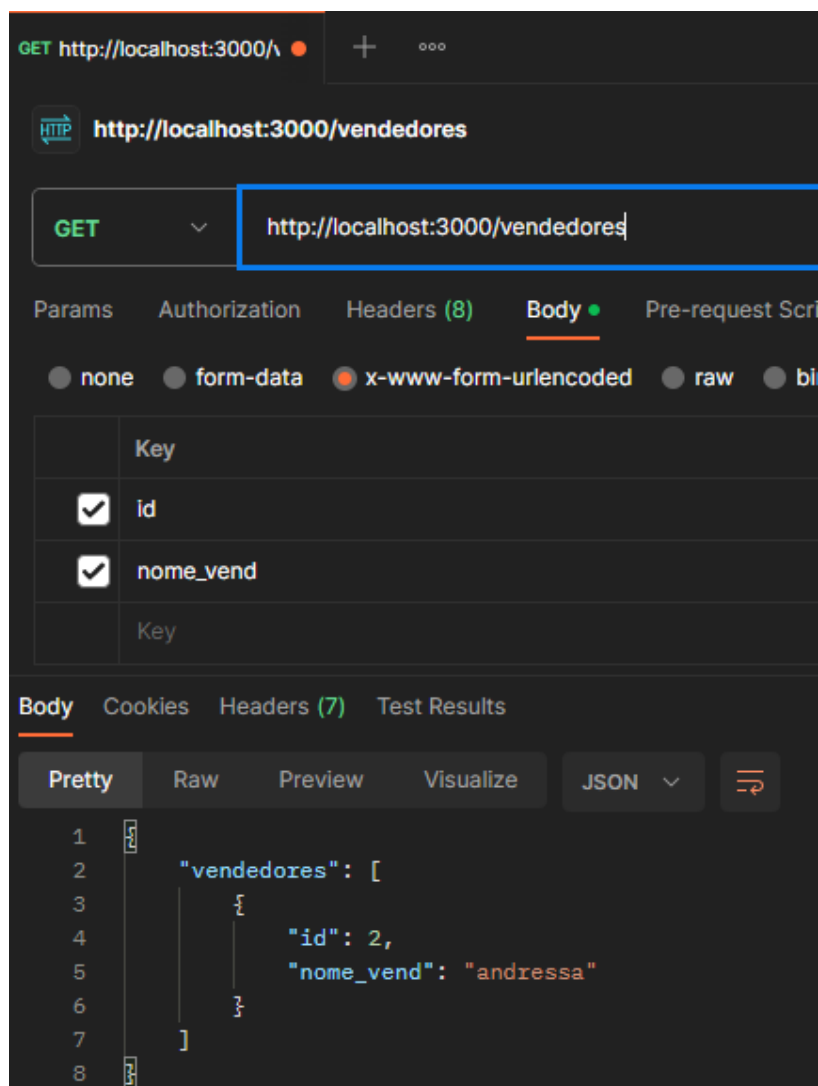 GET http://localhost:3000/v
HTTP http://localhost:3000/vendedores
GET http://localhost:3000/vendedores
Params Authorization Headers (8) Body Pre-request Scri
none form-data x-www-form-urlencoded raw bi
Key
id
nome_vend
Key
Body Cookies Headers (7) Test Results
Pretty Raw Preview Visualize JSON
1 {
2 "vendedores": [
3 {
4 "id": 2,
5 "nome_vend": "andressa"
6 }
7 ]
8 }